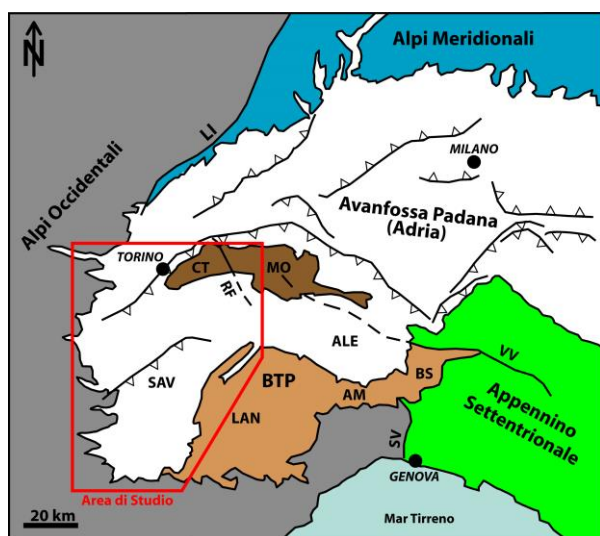 N
Alpi Meridionali
LI
Alpi Occidentali
MILANO
Avanfossa Padana
(Adria)
TORINO
CT
MO
RF
ALE
SAV
BTP
VV
BS
AM
LAN
Appennino
Settentrionale
SV
GENOVA
Area di Studio
20 km
Mar Tirreno